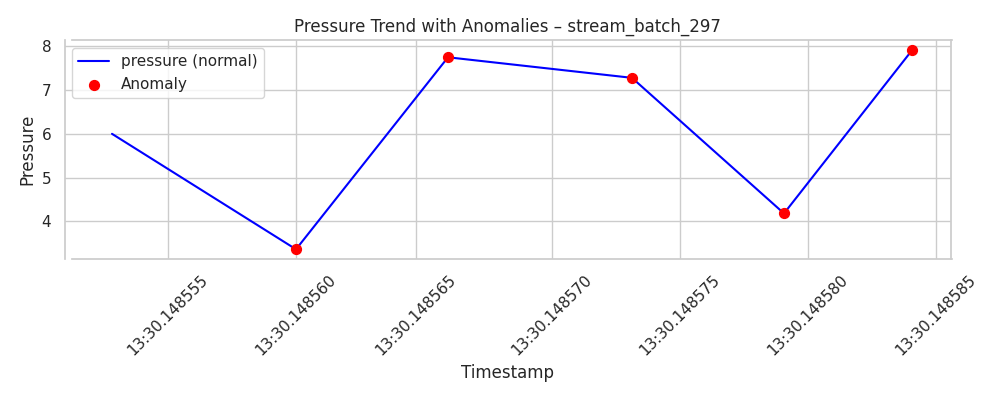 Pressure Trend with Anomalies – stream_batch_297
pressure (normal)
Anomaly
Pressure
8
7
6
5
4
13:30.148555
13:30.148560
13:30.148565
13:30.148570
13:30.148575
13:30.148580
13:30.148585
Timestamp